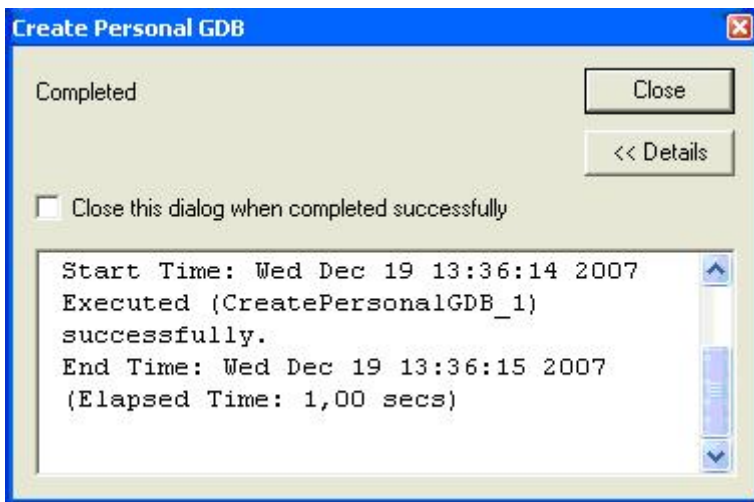 Create Personal GDB
Completed
Close
<< Details
Close this dialog when completed successfully
Start Time: Wed Dec 19 13:36:14 2007
Executed (CreatePersonalGDB_1)
successfully.
End Time: Wed Dec 19 13:36:15 2007
(Elapsed Time: 1,00 secs)